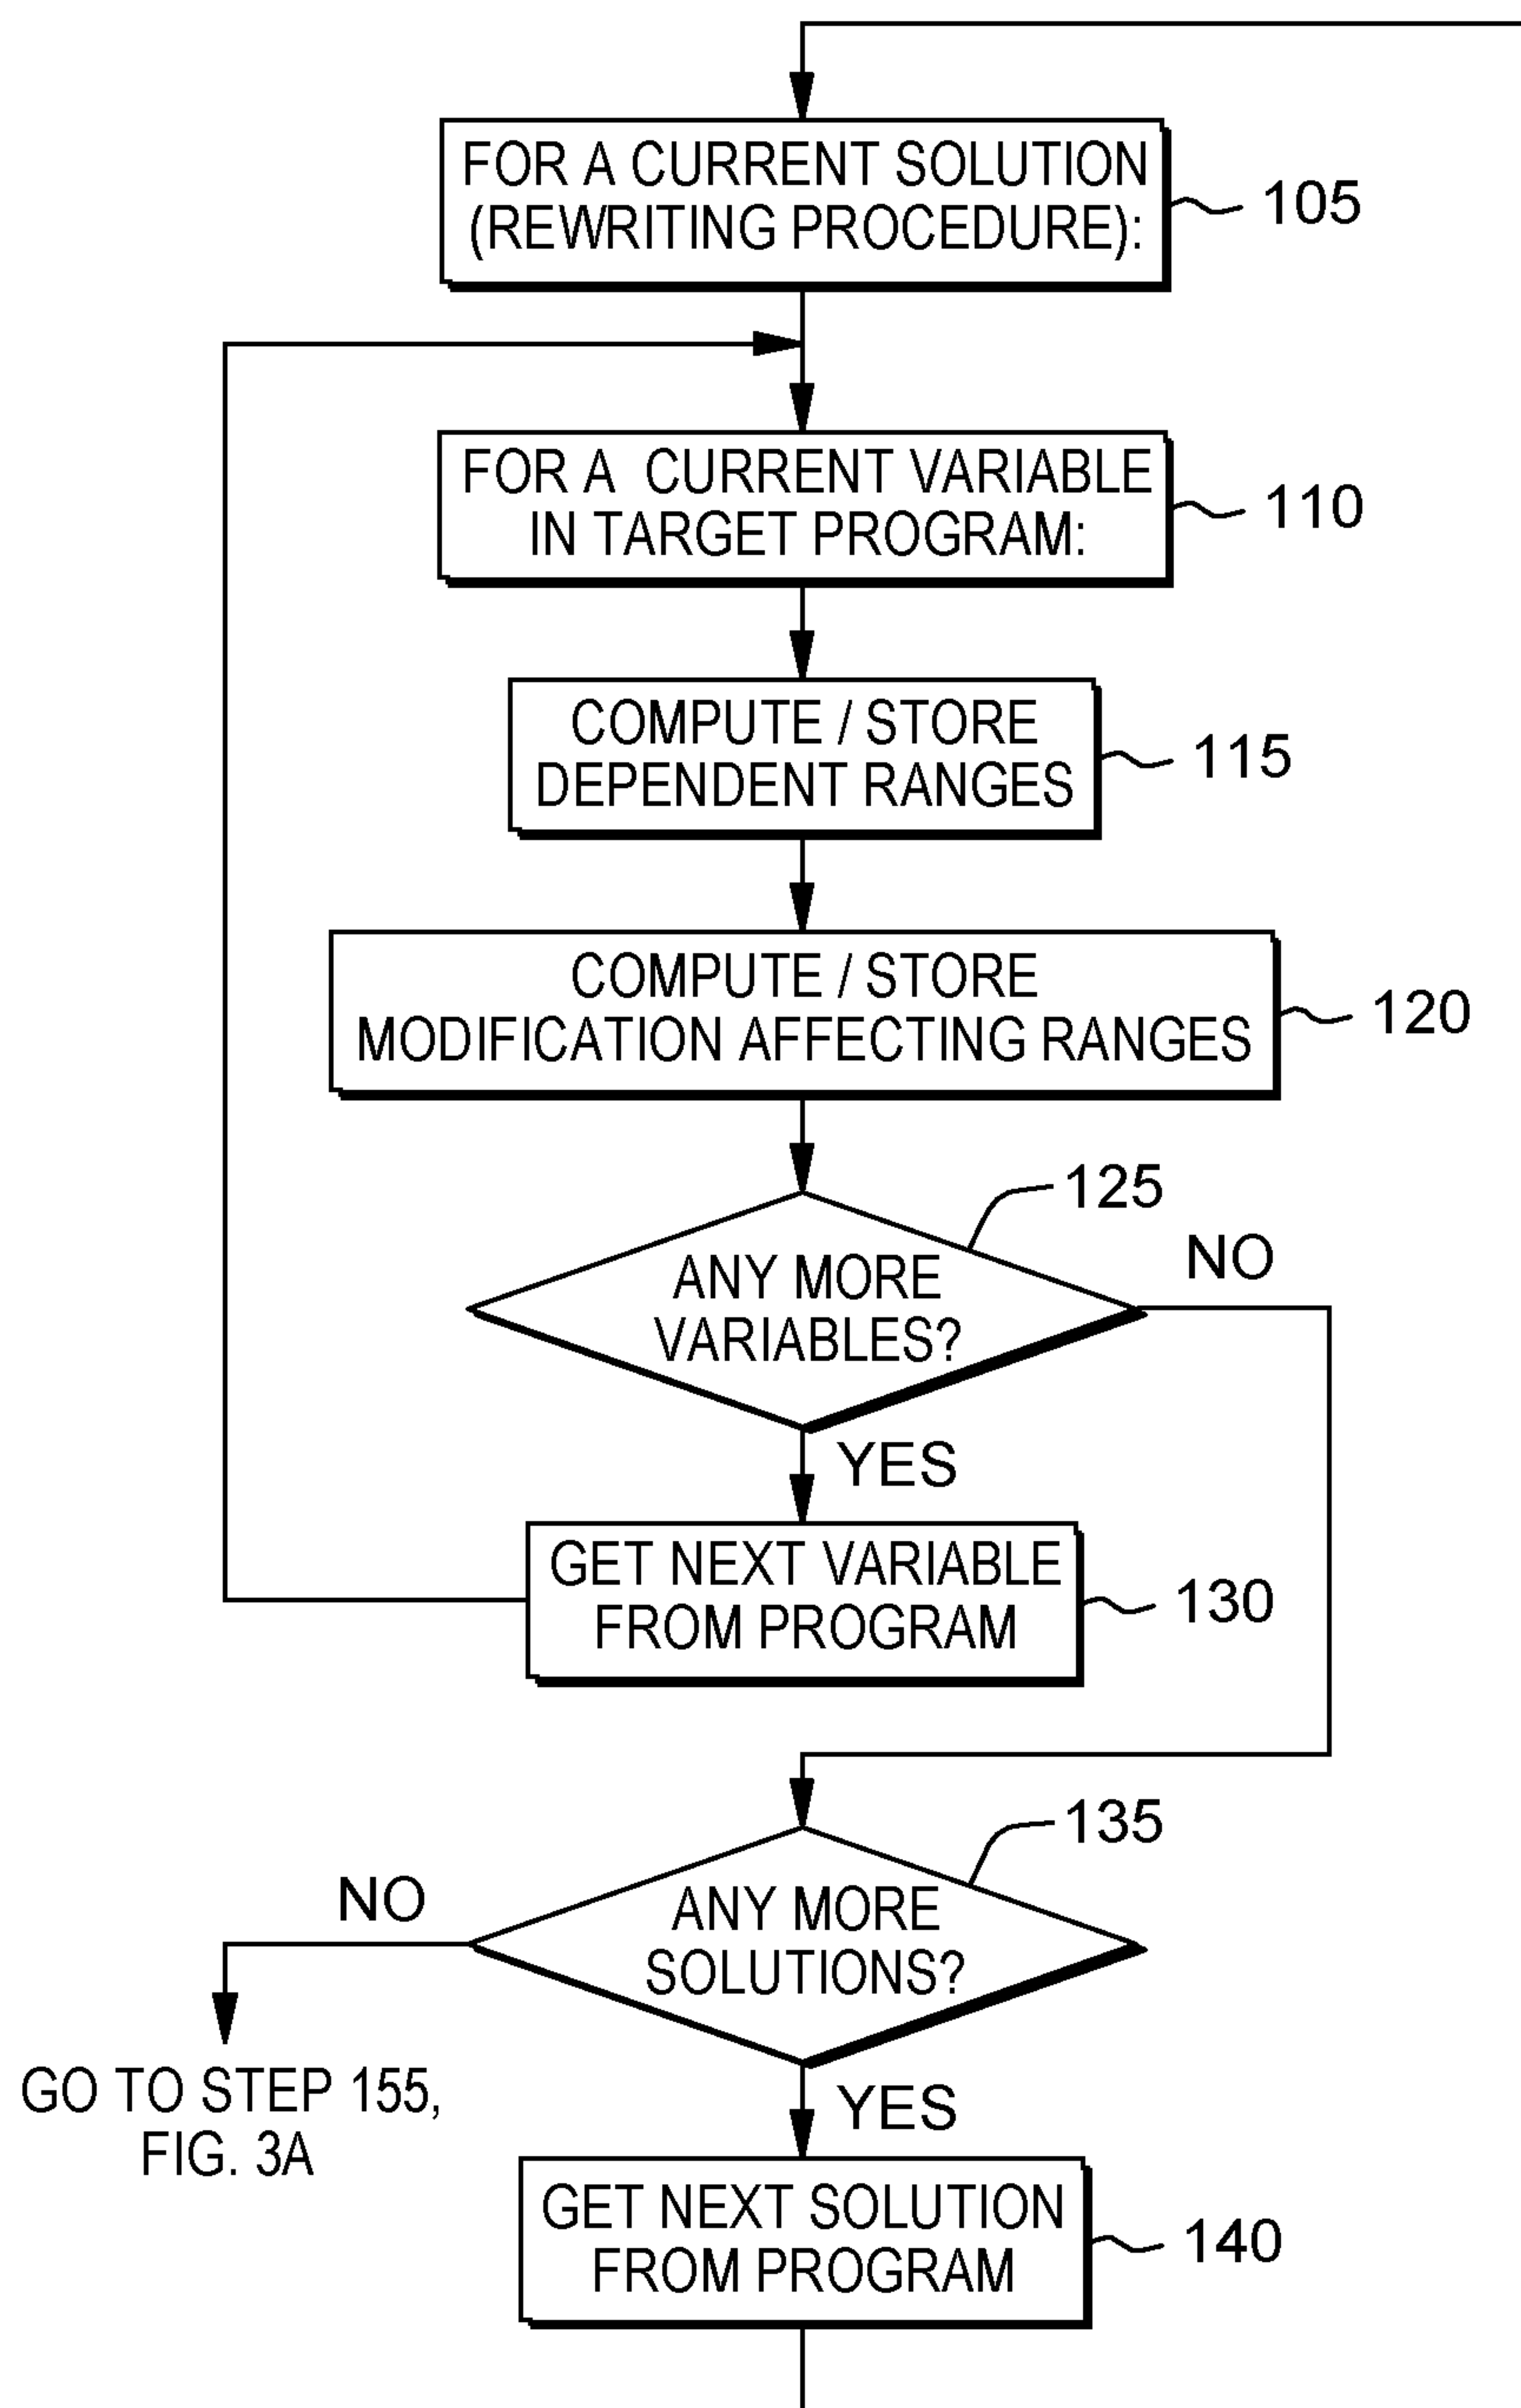 FOR A CURRENT SOLUTION
(REWRITING PROCEDURE):
105
FOR A CURRENT VARIABLE
IN TARGET PROGRAM:
110
COMPUTE / STORE
DEPENDENT RANGES
115
COMPUTE / STORE
MODIFICATION AFFECTING RANGES
120
125
ANY MORE
VARIABLES?
NO
YES
GET NEXT VARIABLE
FROM PROGRAM
130
135
ANY MORE
SOLUTIONS?
NO
GO TO STEP 155,
FIG. 3A
YES
GET NEXT SOLUTION
FROM PROGRAM
140